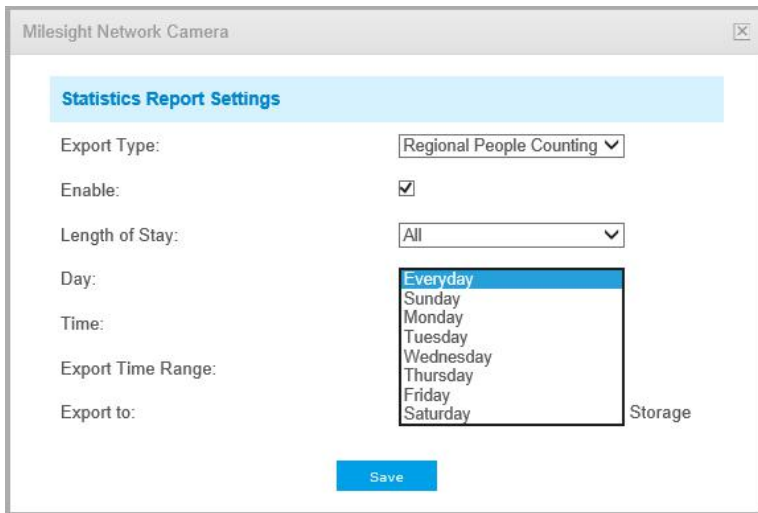 Milesight Network Camera
Statistics Report Settings
Export Type: Regional People Counting
Enable:
Length of Stay: All
Day: Everyday
Sunday
Monday
Time: Tuesday
Wednesday
Export Time Range: Thursday
Friday
Export to: Saturday Storage
Save